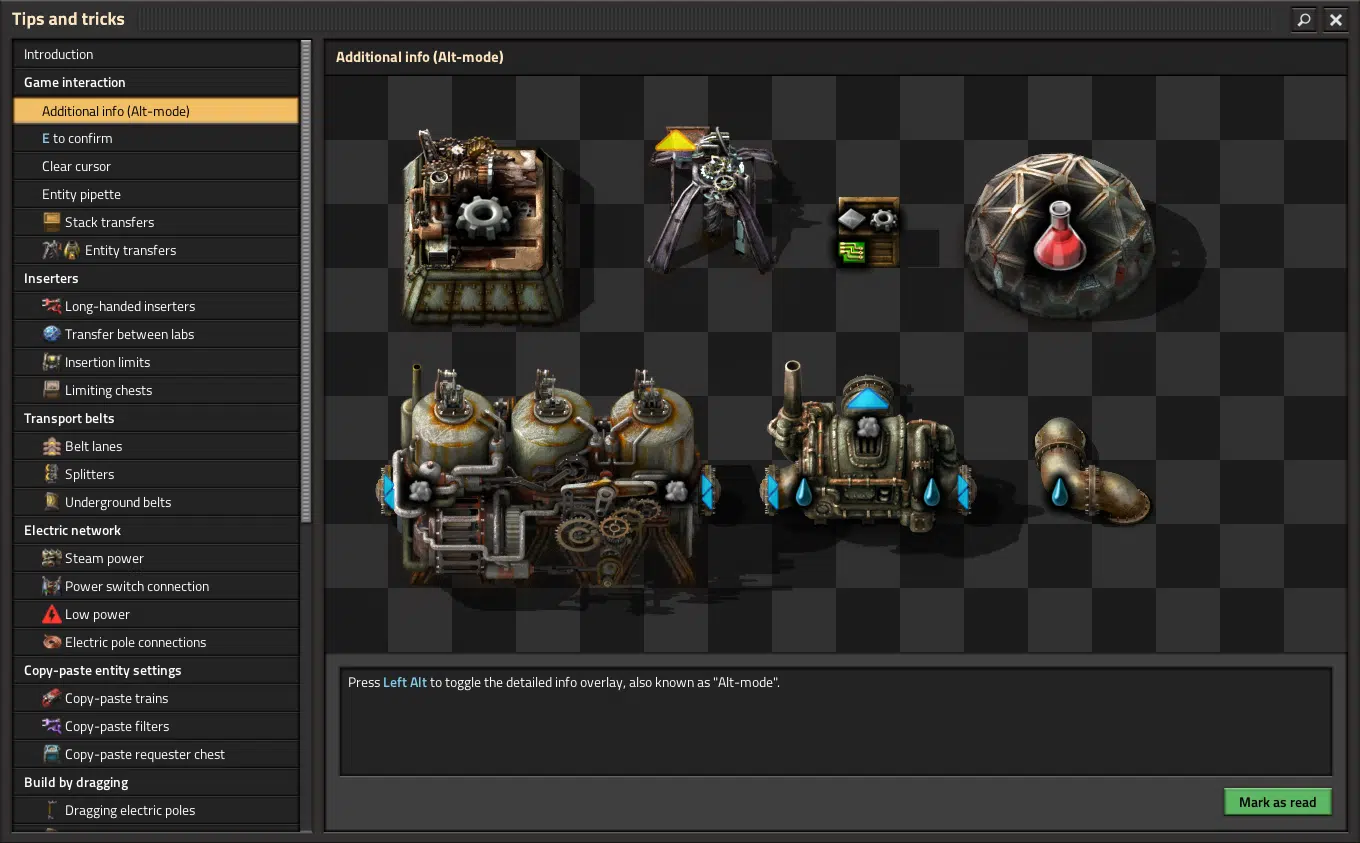 Tips and tricks
Introduction
Game interaction
Additional info (Alt-mode)
E to confirm
Clear cursor
Entity pipette
Stack transfers
Entity transfers
Inserters
Long-handed inserters
Transfer between labs
Insertion limits
Limiting chests
Transport belts
Belt lanes
Splitters
Underground belts
Electric network
Steam power
Power switch connection
Low power
Electric pole connections
Copy-paste entity settings
Copy-paste trains
Copy-paste filters
Copy-paste requester chest
Build by dragging
Dragging electric poles
Additional info (Alt-mode)
Press Left Alt to toggle the detailed info overlay, also known as "Alt-mode".
Mark as read